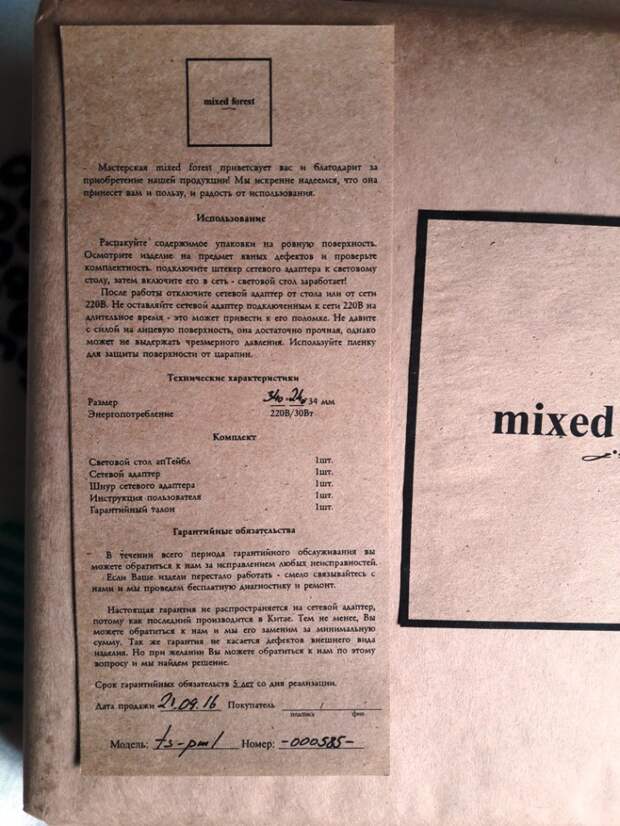 mixed forest
Мастерская mixed forest приветсвует вас и благодарит за
приобретение нашей продукции! Мы искренне надеемся, что она
принесет вам и пользу, и радость от использования.
Использование
Распакуйте содержимое упаковки на ровную поверхность.
Осмотрите изделие на предмет явных дефектов и проверьте
комплектность. подключите штекер сетевого адаптера к световому
столу, затем включите его в сеть - световой стол заработает!
После работы отключите сетевой адаптер от стола или от сети
220В. Не оставляйте сетевой адаптер подключенным к сети 220В на
длительное время - это может привести к его поломке. Не давите
с силой на лицевую поверхность, она достаточно прочная, однако
может не выдержать чрезмерного давления. Используйте пленку
для защиты поверхности от царапин.
Технические характеристики
Размер 34 мм
Энергопотребление 220В/30Вт
Комплект
Световой стол апТейбл 1шт.
Сетевой адаптер 1шт.
Шнур сетевого адаптера 1шт.
Инструкция пользователя 1шт.
Гарантийный талон 1шт.
Гарантийные обязательства
В течении всего периода гарантийного обслуживания вы
можете обратиться к нам за исправлением любых неисправностей.
Если Ваше издели перестало работать - смело связывайтесь с
нами и мы проведем бесплатную диагностику и ремонт.
Настоящая гарантия не распространяется на сетевой адаптер,
потому как последний производится в Китае. Тем не менее, Вы
можете обратиться к нам и мы его заменим за минимальную
сумму. Так же гарантия не касается дефектов внешнего вида
изделия. Но при желании Вы можете обратиться к нам по этому
вопросу и мы найдем решение.
Срок гарантийных обязательств 5 лет со дня реализации.
Дата продажи 21.09.16 Покупатель /
подпись фио
Модель: ts-pm1 Номер: -000585-
mixed